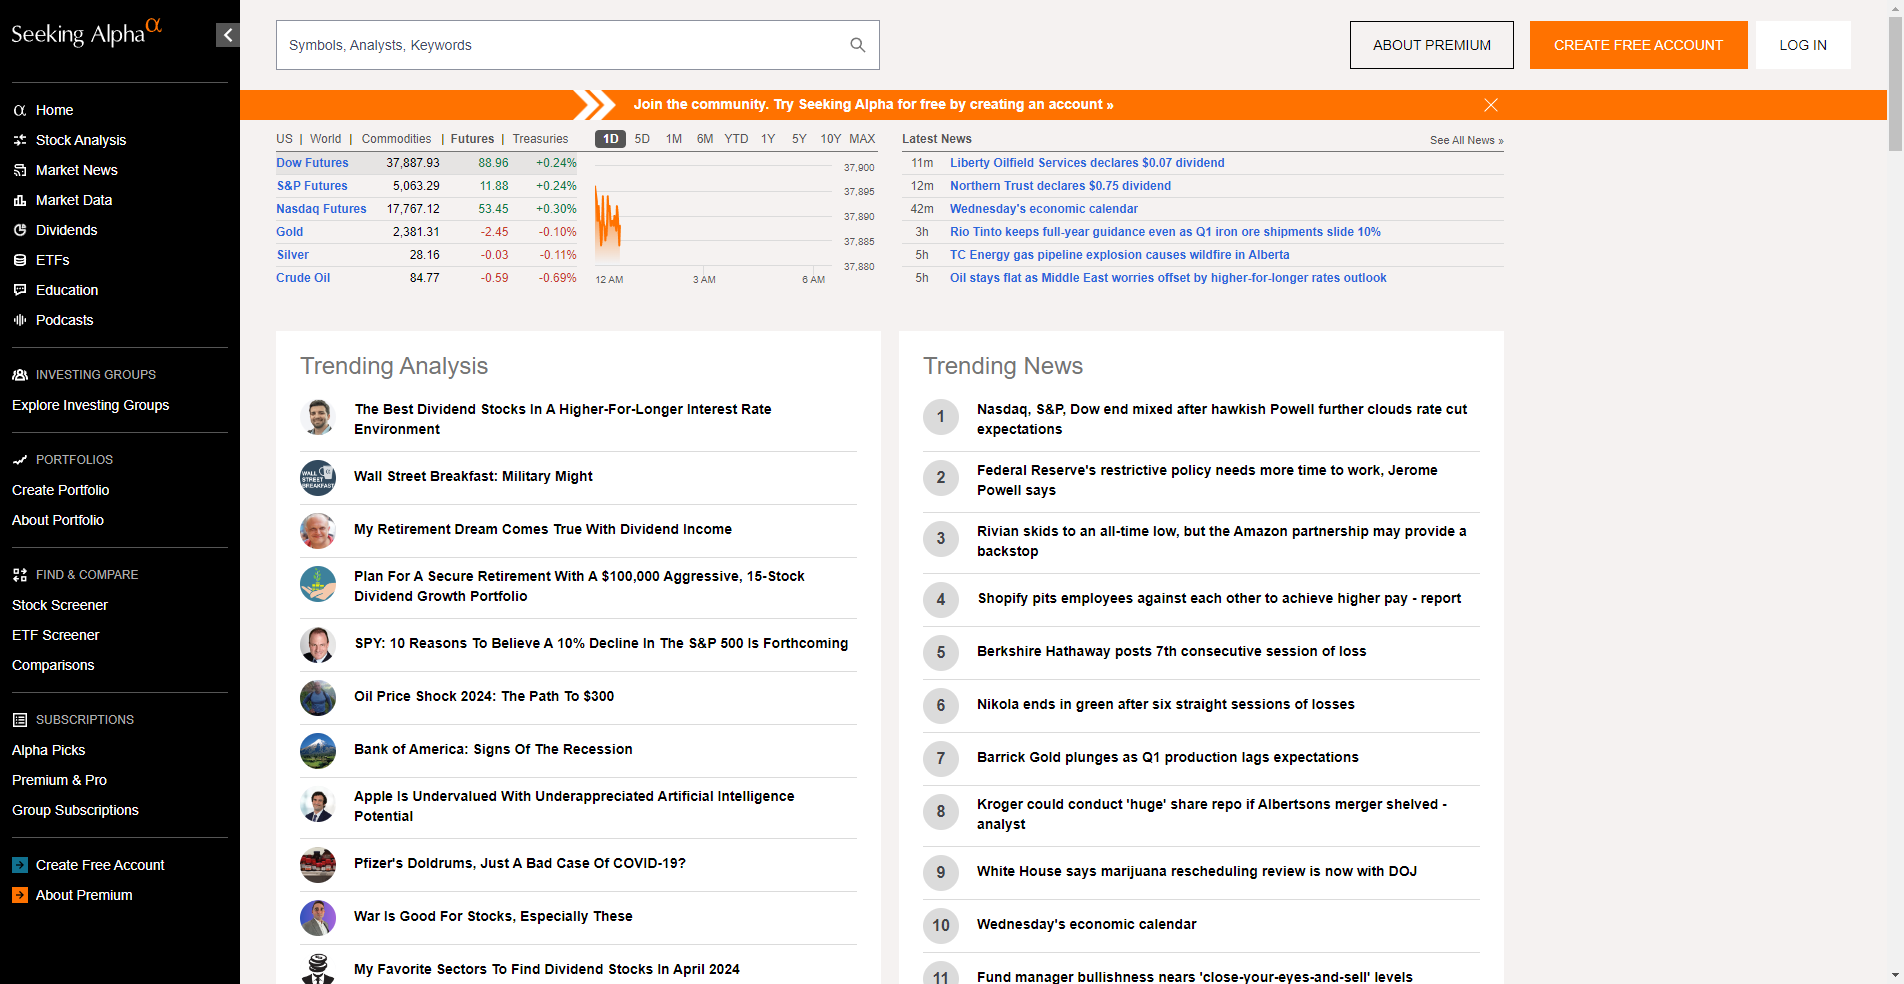 Seeking Alpha α
Home
Stock Analysis
Market News
Market Data
Dividends
ETFs
Education
Podcasts
INVESTING GROUPS
Explore Investing Groups
PORTFOLIOS
Create Portfolio
About Portfolio
FIND & COMPARE
Stock Screener
ETF Screener
Comparisons
SUBSCRIPTIONS
Alpha Picks
Premium & Pro
Group Subscriptions
Create Free Account
About Premium
Symbols, Analysts, Keywords
ABOUT PREMIUM
CREATE FREE ACCOUNT
LOG IN
Join the community. Try Seeking Alpha for free by creating an account »
US | World | Commodities | Futures | Treasuries
Dow Futures 37,887.93 88.96 +0.24%
S&P Futures 5,063.29 11.88 +0.24%
Nasdaq Futures 17,767.12 53.45 +0.30%
Gold 2,381.31 -2.45 -0.10%
Silver 28.16 -0.03 -0.11%
Crude Oil 84.77 -0.59 -0.69%
1D 5D 1M 6M YTD 1Y 5Y 10Y MAX
37,900
37,895
37,890
37,885
37,880
12 AM 3 AM 6 AM
Latest News
See All News »
11m Liberty Oilfield Services declares $0.07 dividend
12m Northern Trust declares $0.75 dividend
42m Wednesday's economic calendar
3h Rio Tinto keeps full-year guidance even as Q1 iron ore shipments slide 10%
5h TC Energy gas pipeline explosion causes wildfire in Alberta
5h Oil stays flat as Middle East worries offset by higher-for-longer rates outlook
Trending Analysis
The Best Dividend Stocks In A Higher-For-Longer Interest Rate
Environment
WALL
STREET
BREAKFAST
Wall Street Breakfast: Military Might
My Retirement Dream Comes True With Dividend Income
Plan For A Secure Retirement With A $100,000 Aggressive, 15-Stock
Dividend Growth Portfolio
SPY: 10 Reasons To Believe A 10% Decline In The S&P 500 Is Forthcoming
Oil Price Shock 2024: The Path To $300
Bank of America: Signs Of The Recession
Apple Is Undervalued With Underappreciated Artificial Intelligence
Potential
Pfizer's Doldrums, Just A Bad Case Of COVID-19?
War Is Good For Stocks, Especially These
My Favorite Sectors To Find Dividend Stocks In April 2024
Trending News
1 Nasdaq, S&P, Dow end mixed after hawkish Powell further clouds rate cut
expectations
2 Federal Reserve's restrictive policy needs more time to work, Jerome
Powell says
3 Rivian skids to an all-time low, but the Amazon partnership may provide a
backstop
4 Shopify pits employees against each other to achieve higher pay - report
5 Berkshire Hathaway posts 7th consecutive session of loss
6 Nikola ends in green after six straight sessions of losses
7 Barrick Gold plunges as Q1 production lags expectations
8 Kroger could conduct 'huge' share repo if Albertsons merger shelved -
analyst
9 White House says marijuana rescheduling review is now with DOJ
10 Wednesday's economic calendar
11 Fund manager bullishness nears 'close-your-eyes-and-sell' levels